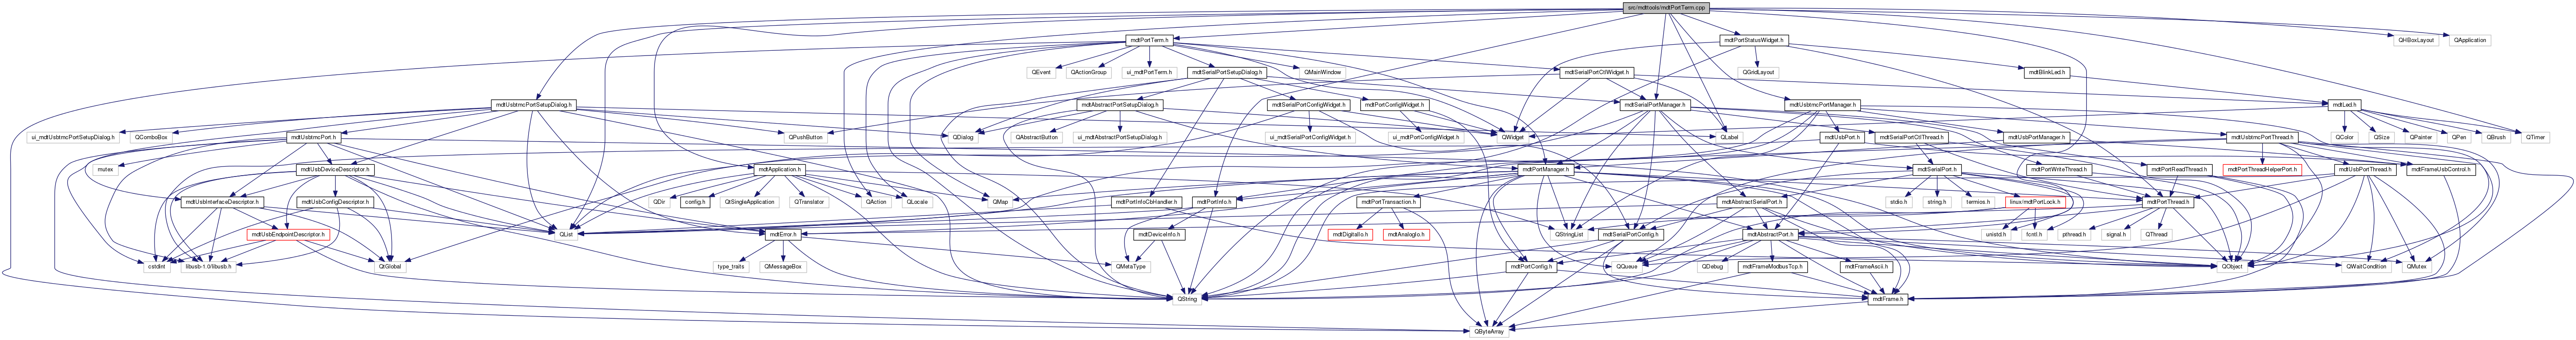 src/mdttools/mdtPortTerm.cpp
mdtPortTerm.h
mdtPortStatusWidget.h
QHBoxLayout
QApplication
QEvent
QActionGroup
ui_mdtPortTerm.h
mdtSerialPortSetupDialog.h
QMainWindow
mdtSerialPortCtlWidget.h
QGridLayout
mdtBlinkLed.h
mdtUsbtmcPortSetupDialog.h
mdtAbstractPortSetupDialog.h
mdtSerialPortConfigWidget.h
mdtPortConfigWidget.h
mdtSerialPortManager.h
mdtUsbtmcPortManager.h
mdtLed.h
ui_mdtUsbtmcPortSetupDialog.h
QComboBox
mdtUsbtmcPort.h
QPushButton
QDialog
QAbstractButton
ui_mdtAbstractPortSetupDialog.h
ui_mdtSerialPortConfigWidget.h
ui_mdtPortConfigWidget.h
QWidget
QLabel
mdtUsbPort.h
mdtSerialPortCtlThread.h
mdtUsbPortManager.h
mdtUsbtmcPortThread.h
QColor
QSize
QPainter
QPen
QBrush
QTimer
mutex
mdtUsbDeviceDescriptor.h
mdtApplication.h
mdtPortManager.h
mdtSerialPort.h
mdtPortWriteThread.h
mdtPortReadThread.h
mdtPortThreadHelperPort.h
mdtUsbPortThread.h
mdtFrameUsbControl.h
mdtUsbInterfaceDescriptor.h
mdtUsbConfigDescriptor.h
QDir
config.h
QtSingleApplication
QTranslator
QAction
QLocale
QMap
mdtPortInfoCbHandler.h
mdtPortInfo.h
mdtPortTransaction.h
mdtAbstractSerialPort.h
stdio.h
string.h
termios.h
linux/mdtPortLock.h
mdtPortThread.h
mdtUsbEndpointDescriptor.h
QList
mdtError.h
mdtDeviceInfo.h
mdtDigitalIo.h
mdtAnalogIo.h
QStringList
mdtSerialPortConfig.h
mdtAbstractPort.h
unistd.h
fcntl.h
pthread.h
signal.h
QThread
cstdint
libusb-1.0/libusb.h
QtGlobal
type_traits
QMessageBox
QMetaType
mdtPortConfig.h
QQueue
QDebug
mdtFrameModbusTcp.h
mdtFrameAscii.h
QObject
QWaitCondition
QMutex
QString
mdtFrame.h
QByteArray